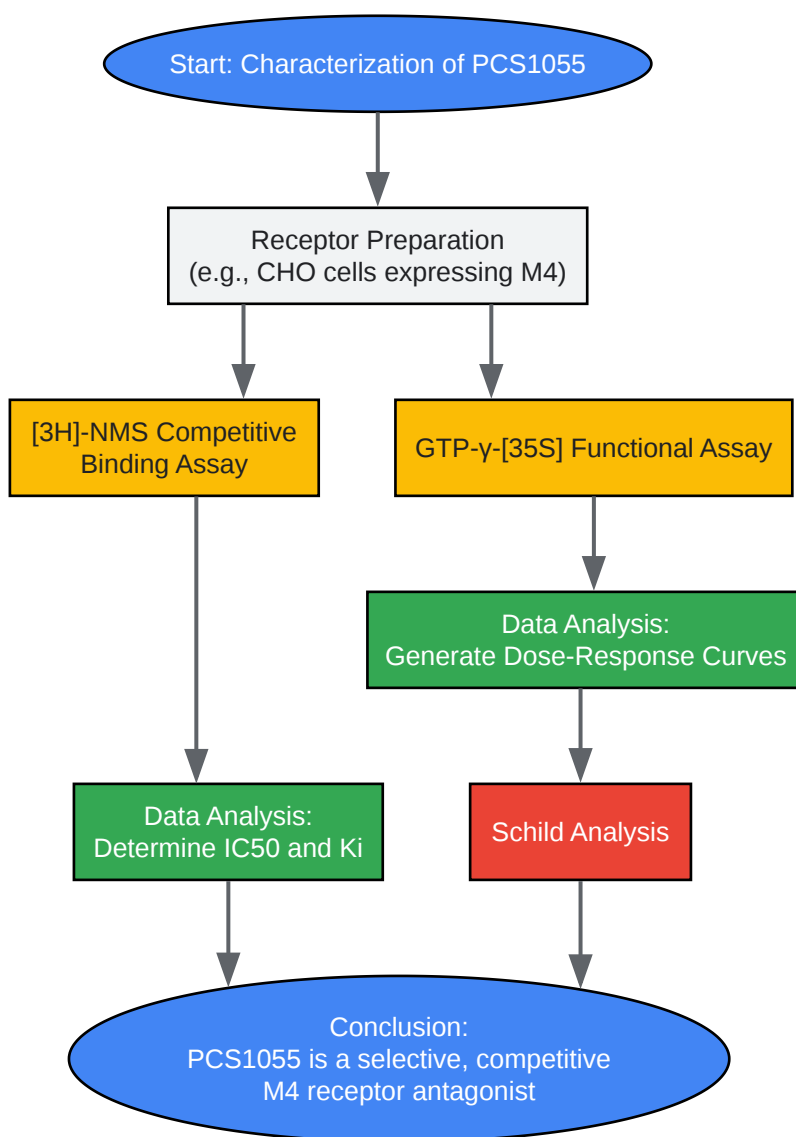 Start: Characterization of PCS1055
Receptor Preparation
(e.g., CHO cells expressing M4)
[3H]-NMS Competitive
Binding Assay
GTP-γ-[35S] Functional Assay
Data Analysis:
Generate Dose-Response Curves
Data Analysis:
Determine IC50 and Ki
Schild Analysis
Conclusion:
PCS1055 is a selective, competitive
M4 receptor antagonist